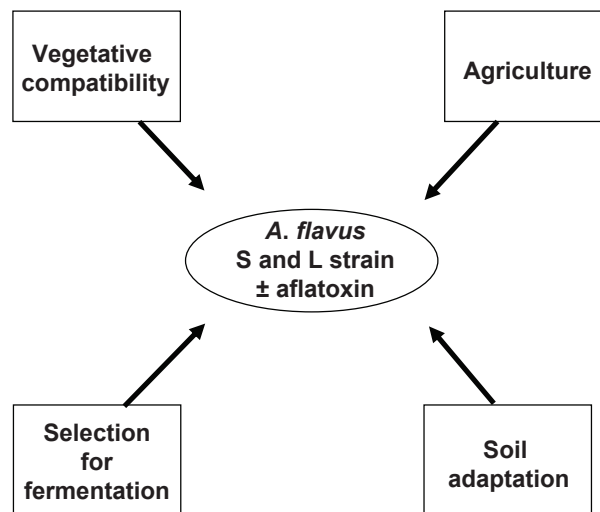 Vegetative
compatibility
Agriculture
A. flavus
S and L strain
± aflatoxin
Selection
for
fermentation
Soil
adaptation